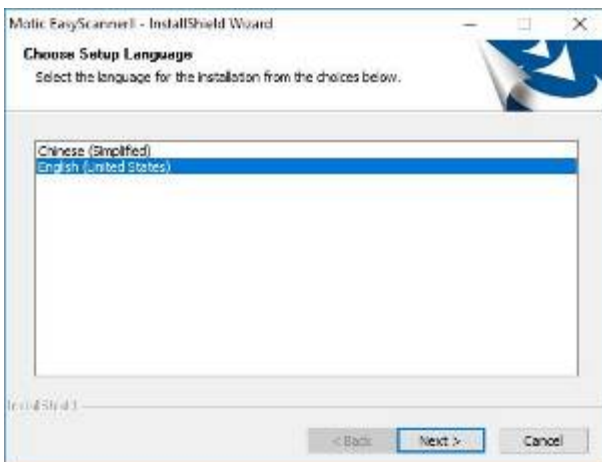 Motic EasyScannerII - InstallShield Wizard
Choose Setup Language
Select the language for the installation from the choices below.
Chinese (Simplified)
English (United States)
InstallShield
< Back
Next >
Cancel